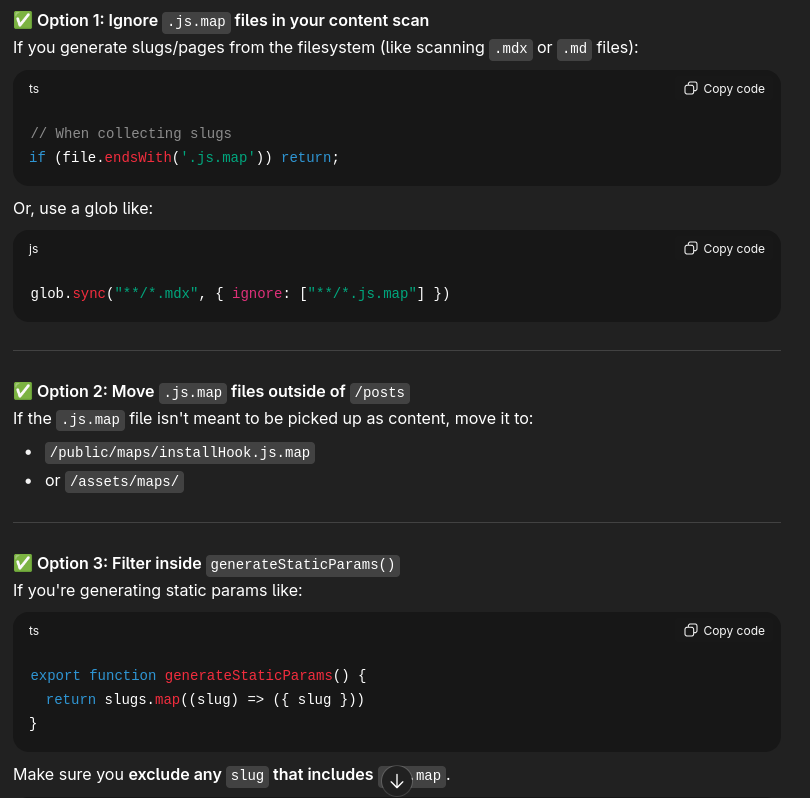 ✅ Option 1: Ignore .js.map files in your content scan
If you generate slugs/pages from the filesystem (like scanning .mdx or .md files):
ts
Copy code
// When collecting slugs
if (file.endsWith('.js.map')) return;
Or, use a glob like:
js
Copy code
glob.sync("**/*.mdx", { ignore: ["**/*.js.map"] })
✅ Option 2: Move .js.map files outside of /posts
If the .js.map file isn't meant to be picked up as content, move it to:
• /public/maps/installHook.js.map
• or /assets/maps/
✅ Option 3: Filter inside generateStaticParams()
If you're generating static params like:
ts
Copy code
export function generateStaticParams() {
  return slugs.map((slug) => ({ slug }))
}
Make sure you exclude any slug that includes .map.